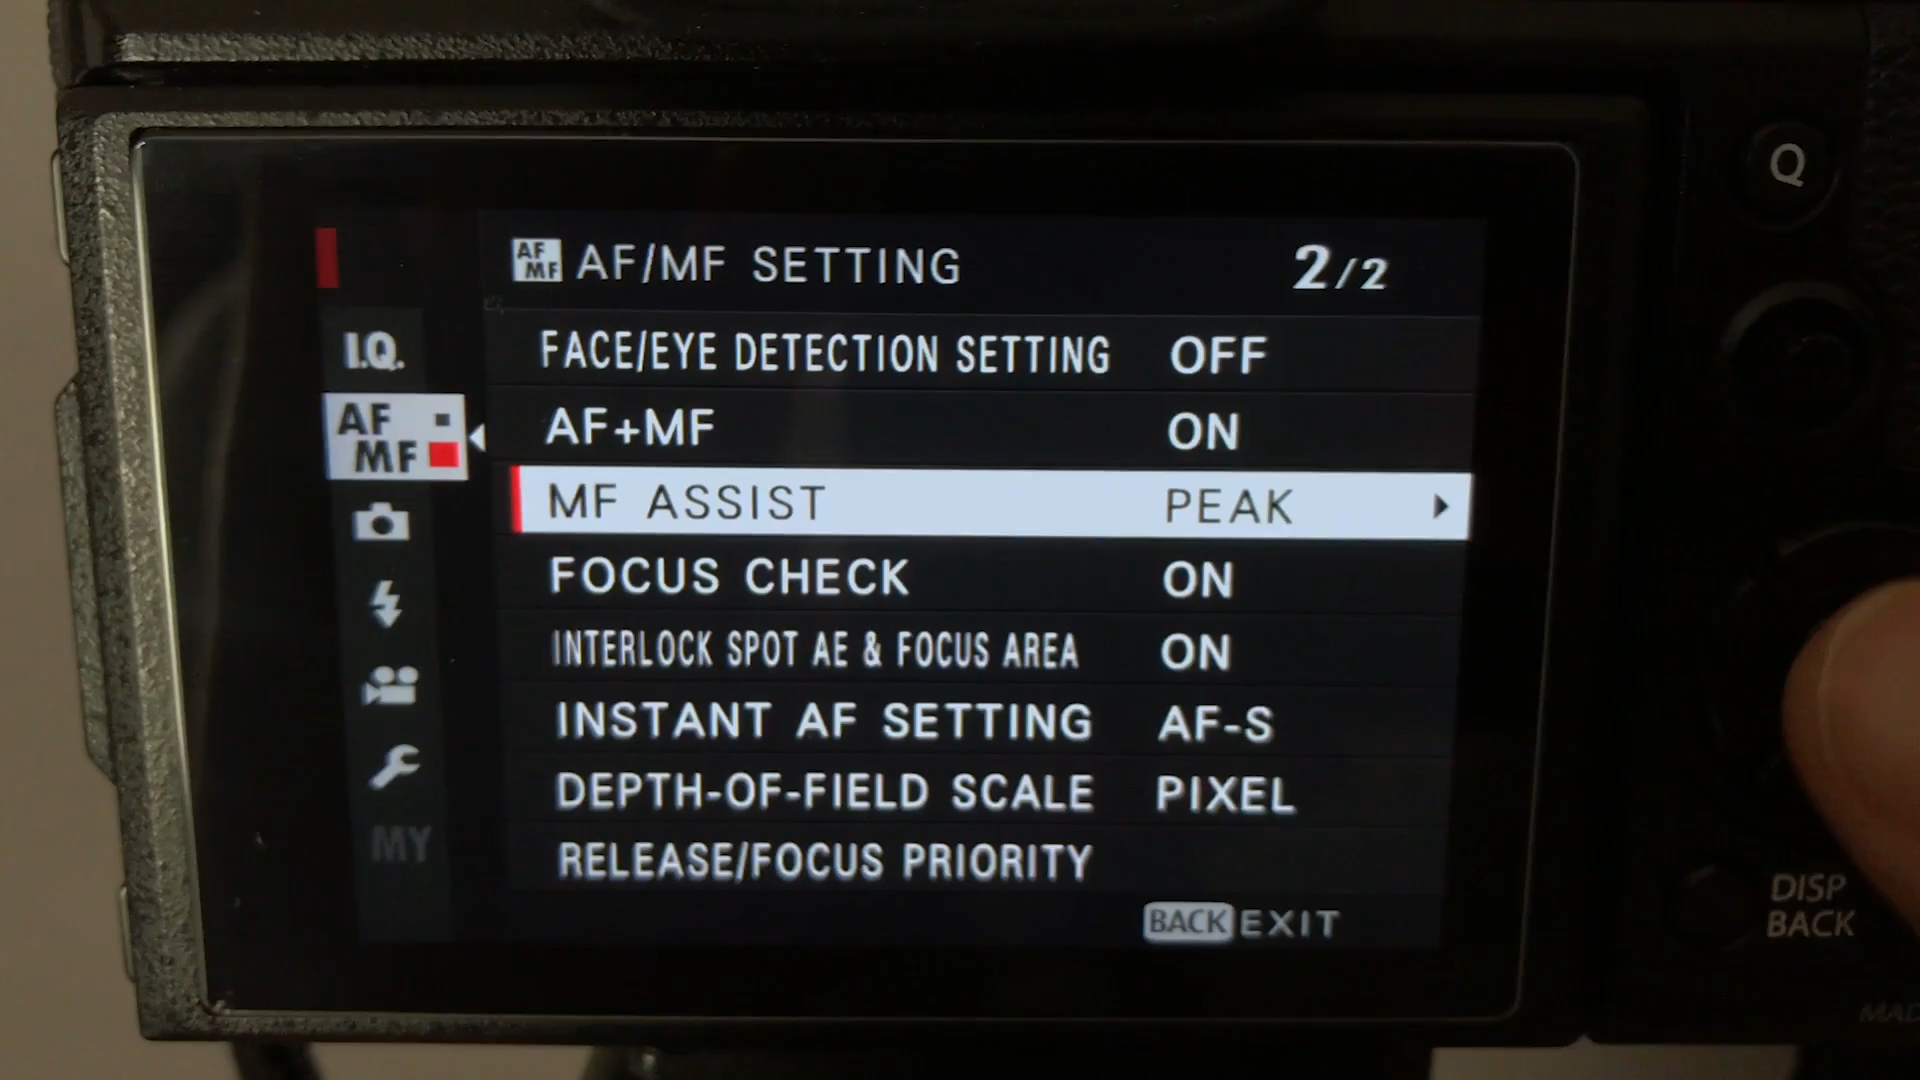 Q
AF MF AF/MF SETTING 2/2
I.Q.
FACE/EYE DETECTION SETTING OFF
AF MF
AF+MF ON
MF ASSIST PEAK
FOCUS CHECK ON
INTERLOCK SPOT AE & FOCUS AREA ON
INSTANT AF SETTING AF-S
DEPTH-OF-FIELD SCALE PIXEL
MY
RELEASE/FOCUS PRIORITY
BACK EXIT
DISP
BACK